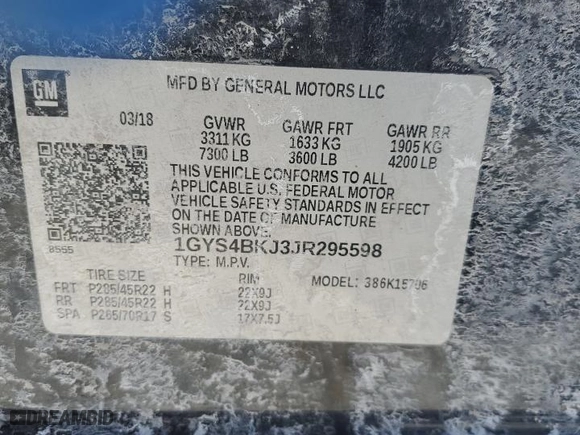 GM
MFD BY GENERAL MOTORS LLC
03/18 GVWR GAWR FRT GAWR RR
3311 KG 1633 KG 1905 KG
7300 LB 3600 LB 4200 LB
THIS VEHICLE CONFORMS TO ALL
APPLICABLE U.S. FEDERAL MOTOR
VEHICLE SAFETY STANDARDS IN EFFECT
ON THE DATE OF MANUFACTURE
SHOWN ABOVE.
8555 1GYS4BKJ3JR295598
TYPE: M.P.V. MODEL: 386K15706
TIRE SIZE RIM
FRT P285/45R22 H 22X9J
RR P285/45R22 H 22X9J
SPA P265/70R17 S 17X7.5J
DREAMBID